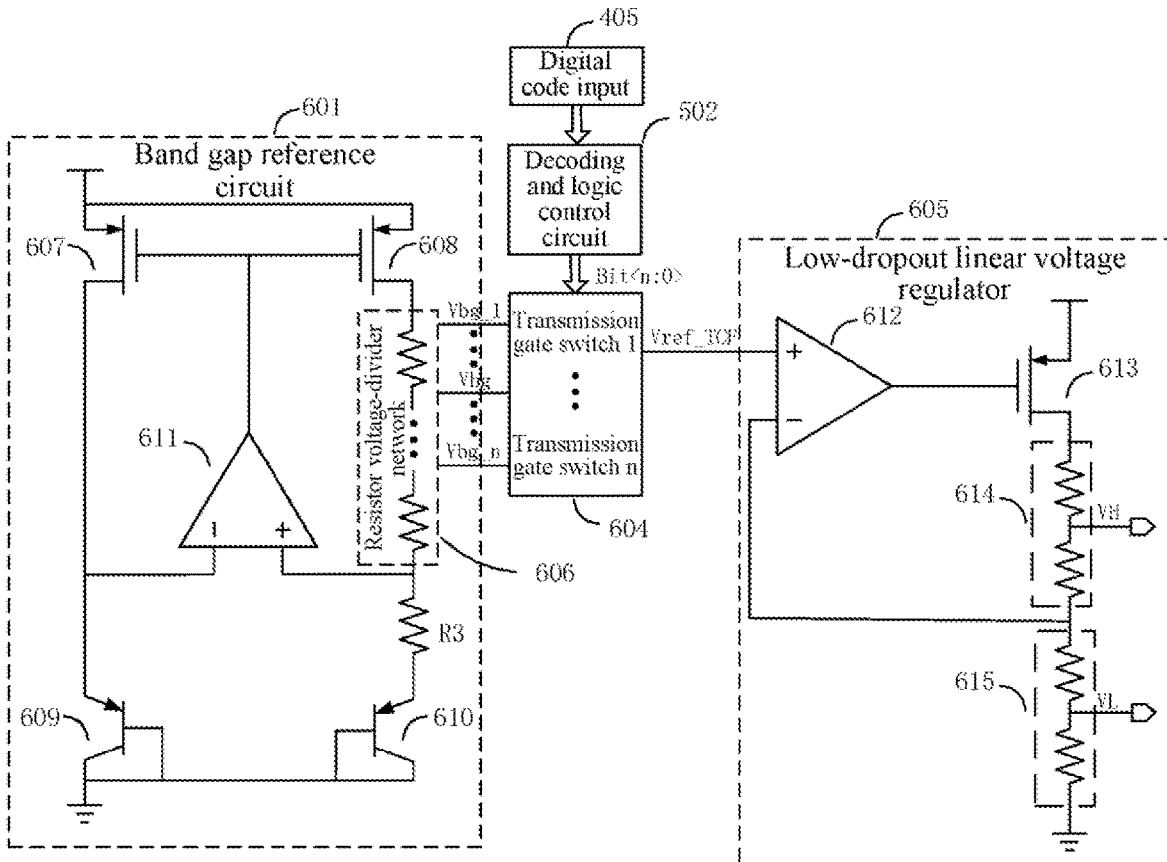 405
Digital
code input
601
502
Band gap reference
circuit
Decoding
and logic
control
circuit
605
607
608
Low-dropout linear voltage
regulator
Bit<n:0>
Vbg_1
Transmission
gate switch 1
Vref_TCF
612
613
Vbg
Resistor voltage-divider
network
611
Vbg_n
Transmission
gate switch n
+
−
614
VH
604
− +
606
R3
615
VL
609
610